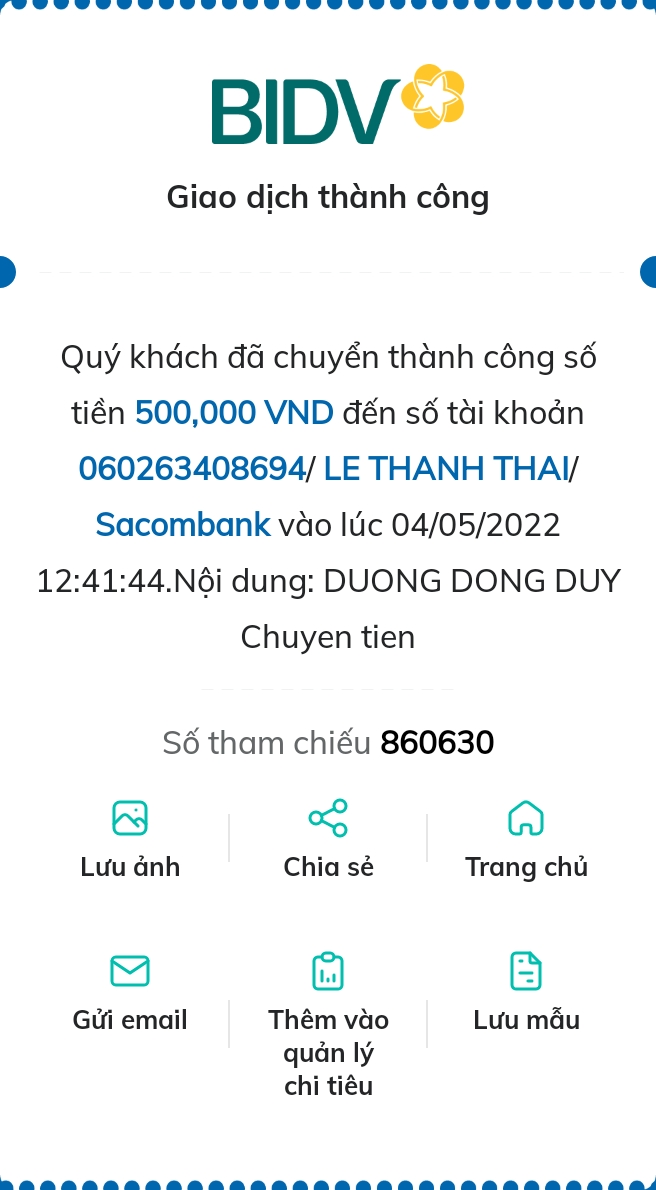 BIDV
Giao dịch thành công
Quý khách đã chuyển thành công số
tiền 500,000 VND đến số tài khoản
060263408694/ LE THANH THAI/
Sacombank vào lúc 04/05/2022
12:41:44.Nội dung: DUONG DONG DUY
Chuyen tien
Số tham chiếu 860630
Lưu ảnh
Chia sẻ
Trang chủ
Gửi email
Thêm vào
quản lý
chi tiêu
Lưu mẫu